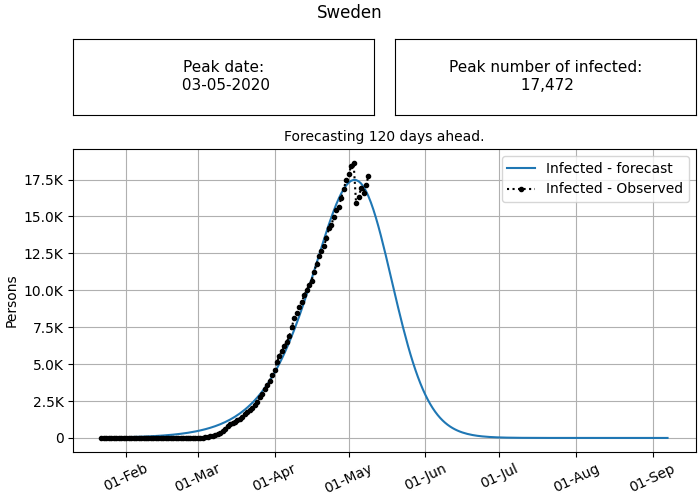 Sweden
Peak date:
03-05-2020
Peak number of infected:
17,472
Forecasting 120 days ahead.
Infected - forecast
Infected - Observed
Persons
17.5K
15.0K
12.5K
10.0K
7.5K
5.0K
2.5K
0
01-Feb
01-Mar
01-Apr
01-May
01-Jun
01-Jul
01-Aug
01-Sep